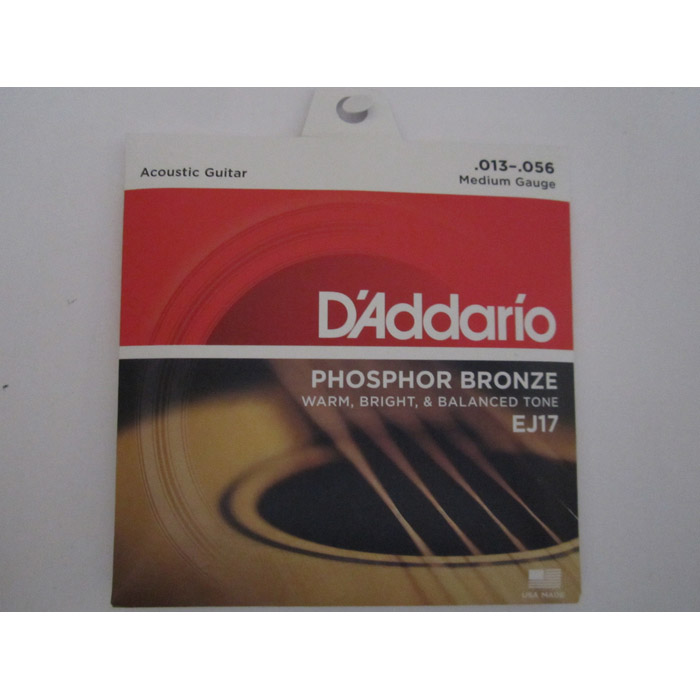 Acoustic Guitar
.013–.056
Medium Gauge
D'Addario
PHOSPHOR BRONZE
WARM, BRIGHT, & BALANCED TONE
EJ17
USA MADE